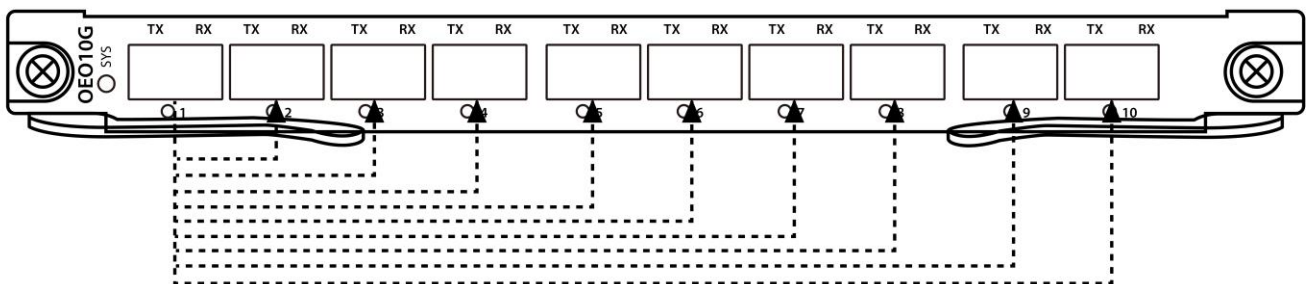 OEO10G
SYS
TX RX TX RX TX RX TX RX TX RX TX RX TX RX TX RX TX RX TX RX
1 2 3 4 5 6 7 8 9 10